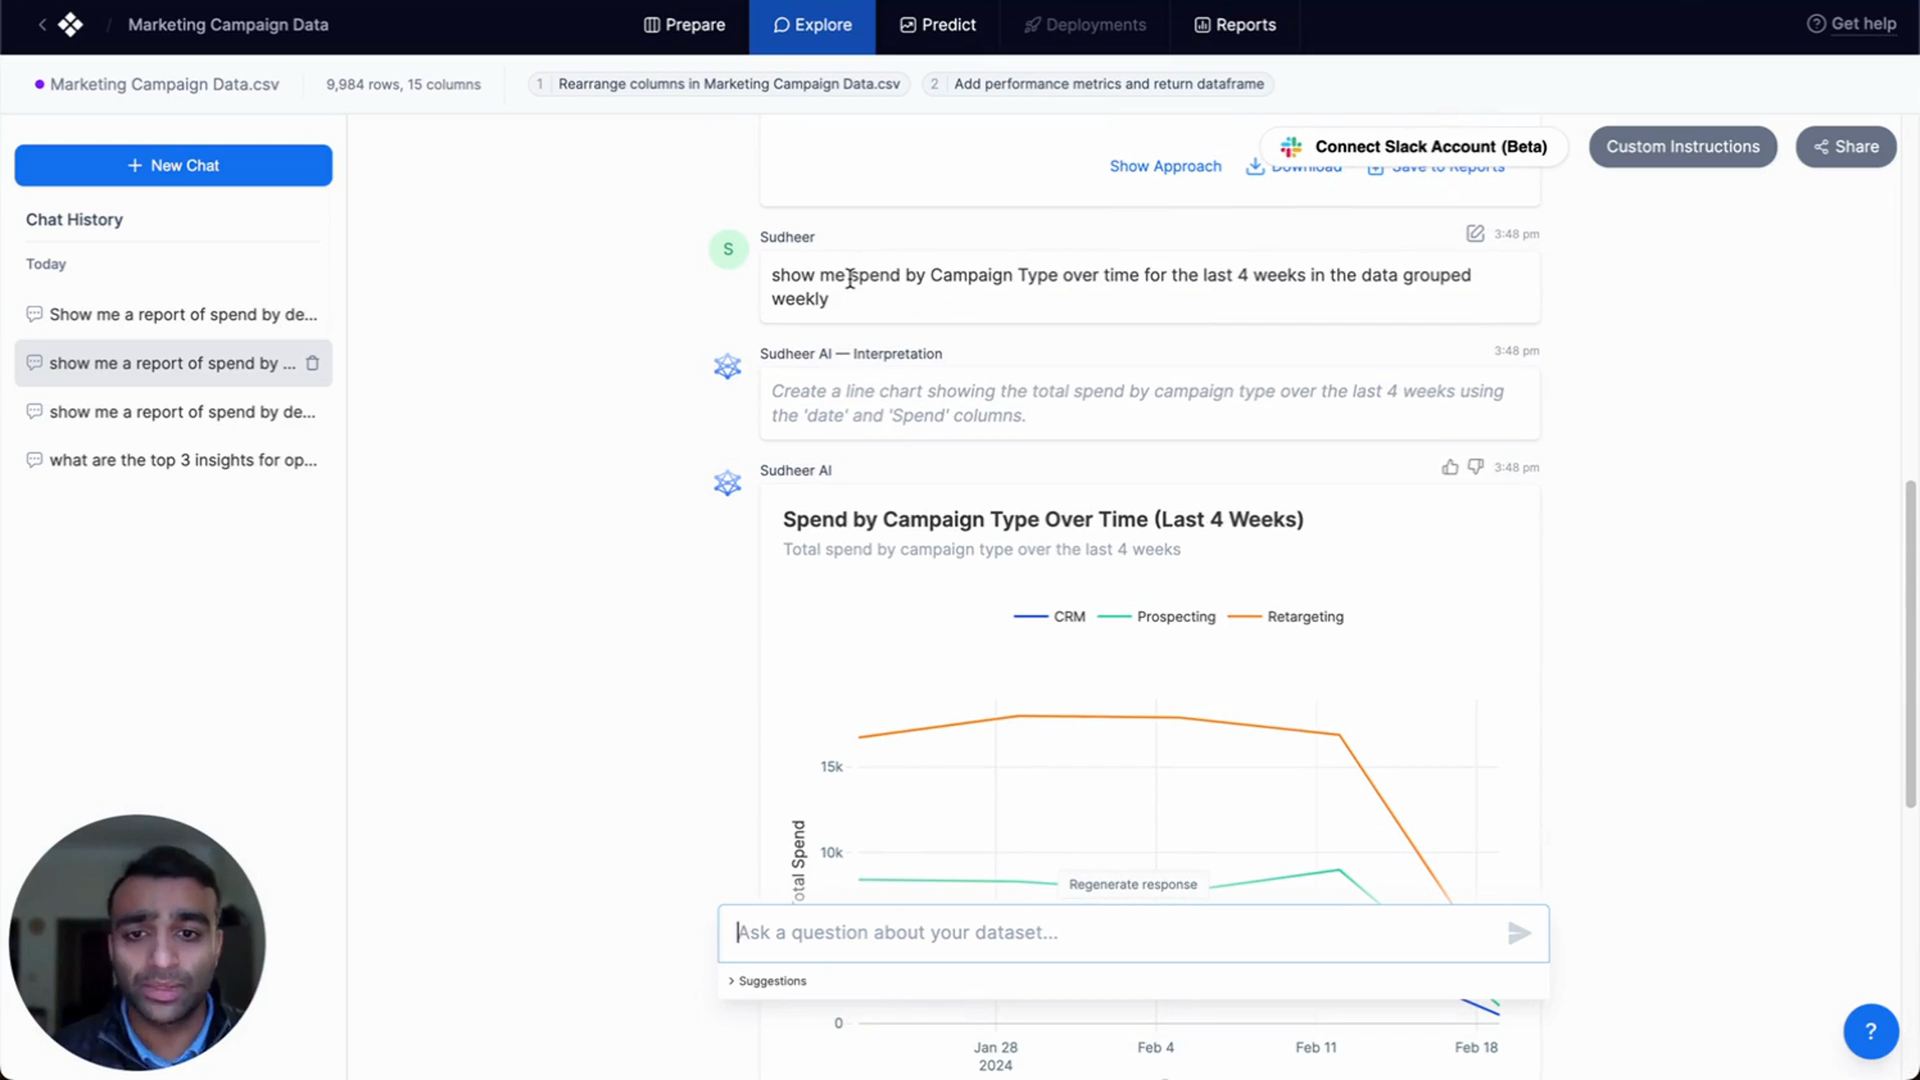 Marketing Campaign Data
Prepare
Explore
Predict
Deployments
Reports
Get help
Marketing Campaign Data.csv
9,984 rows, 15 columns
1 Rearrange columns in Marketing Campaign Data.csv
2 Add performance metrics and return dataframe
+ New Chat
Chat History
Today
Show me a report of spend by de...
show me a report of spend by ...
show me a report of spend by de...
what are the top 3 insights for op...
Connect Slack Account (Beta)
Custom Instructions
Share
Show Approach
Download
Save to Reports
S
Sudheer
3:48 pm
show me spend by Campaign Type over time for the last 4 weeks in the data grouped
weekly
Sudheer AI — Interpretation
3:48 pm
Create a line chart showing the total spend by campaign type over the last 4 weeks using
the 'date' and 'Spend' columns.
Sudheer AI
3:48 pm
Spend by Campaign Type Over Time (Last 4 Weeks)
Total spend by campaign type over the last 4 weeks
CRM
Prospecting
Retargeting
15k
10k
0
Total Spend
Jan 28
2024
Feb 4
Feb 11
Feb 18
Regenerate response
Ask a question about your dataset...
> Suggestions
?